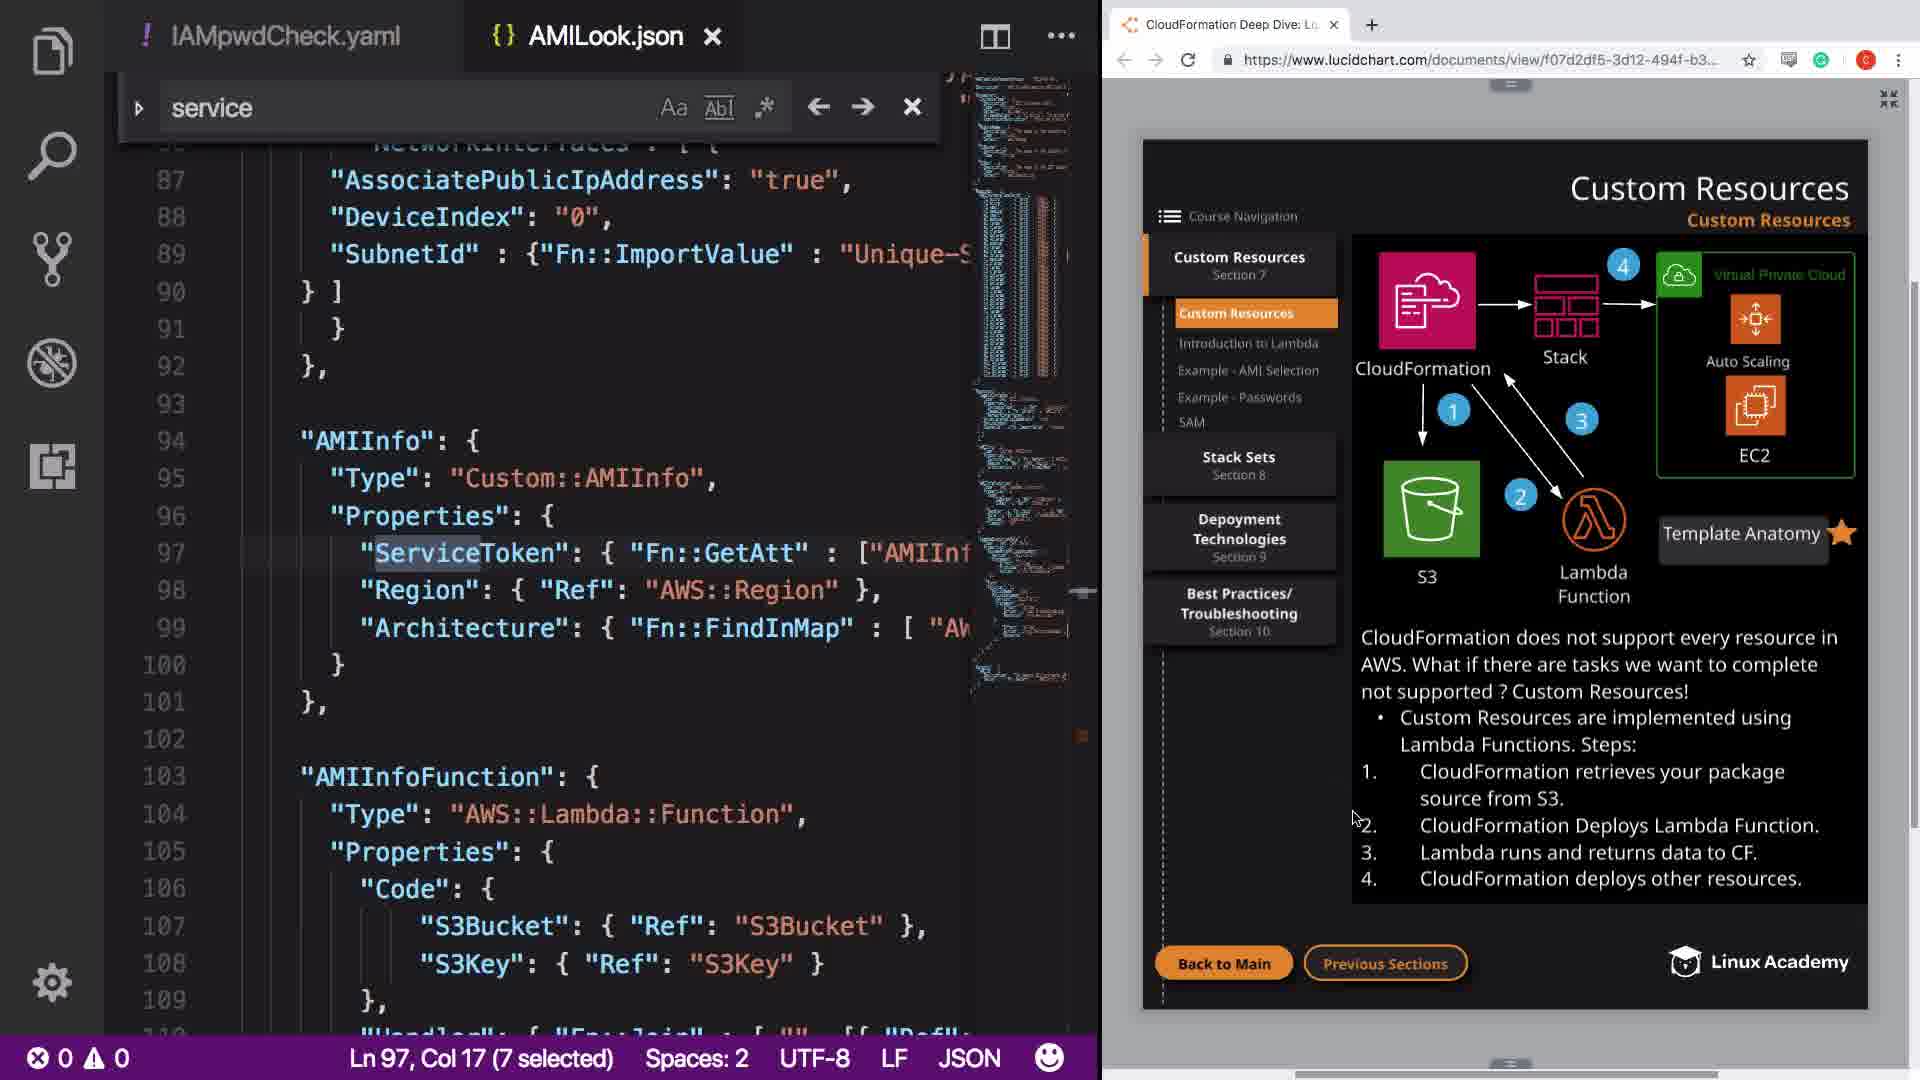 IAMpwdCheck.yaml
{} AMILook.json
service
Aa Abl .*
87 "AssociatePublicIpAddress": "true",
88 "DeviceIndex": "0",
89 "SubnetId" : {"Fn::ImportValue" : "Unique-S
90 } ]
91 }
92 },
93
94 "AMIInfo": {
95 "Type": "Custom::AMIInfo",
96 "Properties": {
97 "ServiceToken": { "Fn::GetAtt" : ["AMIInf
98 "Region": { "Ref": "AWS::Region" },
99 "Architecture": { "Fn::FindInMap" : [ "AW
100 }
101 },
102
103 "AMIInfoFunction": {
104 "Type": "AWS::Lambda::Function",
105 "Properties": {
106 "Code": {
107 "S3Bucket": { "Ref": "S3Bucket" },
108 "S3Key": { "Ref": "S3Key" }
109 },
0 0
Ln 97, Col 17 (7 selected) Spaces: 2 UTF-8 LF JSON
CloudFormation Deep Dive:
https://www.lucidchart.com/documents/view/f07d2df5-3d12-494f-b3...
C
Custom Resources
Custom Resources
Course Navigation
Custom Resources
Section 7
Custom Resources
Introduction to Lambda
Example - AMI Selection
Example - Passwords
SAM
Stack Sets
Section 8
Depoyment
Technologies
Section 9
Best Practices/
Troubleshooting
Section 10
4
Virtual Private Cloud
Stack
Auto Scaling
CloudFormation
1
3
EC2
2
Template Anatomy
S3
Lambda
Function
CloudFormation does not support every resource in
AWS. What if there are tasks we want to complete
not supported ? Custom Resources!
• Custom Resources are implemented using
Lambda Functions. Steps:
1. CloudFormation retrieves your package
source from S3.
2. CloudFormation Deploys Lambda Function.
3. Lambda runs and returns data to CF.
4. CloudFormation deploys other resources.
Back to Main
Previous Sections
Linux Academy